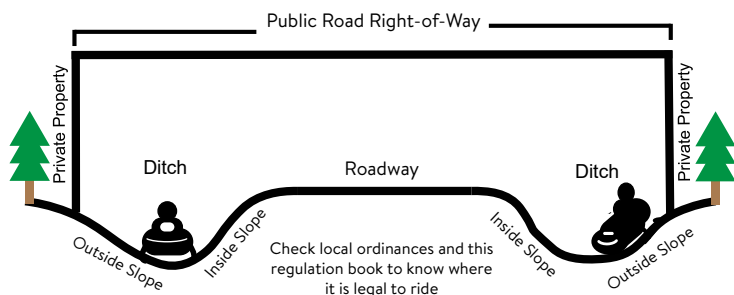 Public Road Right-of-Way
Private Property
Private Property
Ditch
Roadway
Ditch
Outside Slope
Inside Slope
Inside Slope
Outside Slope
Check local ordinances and this
regulation book to know where
it is legal to ride